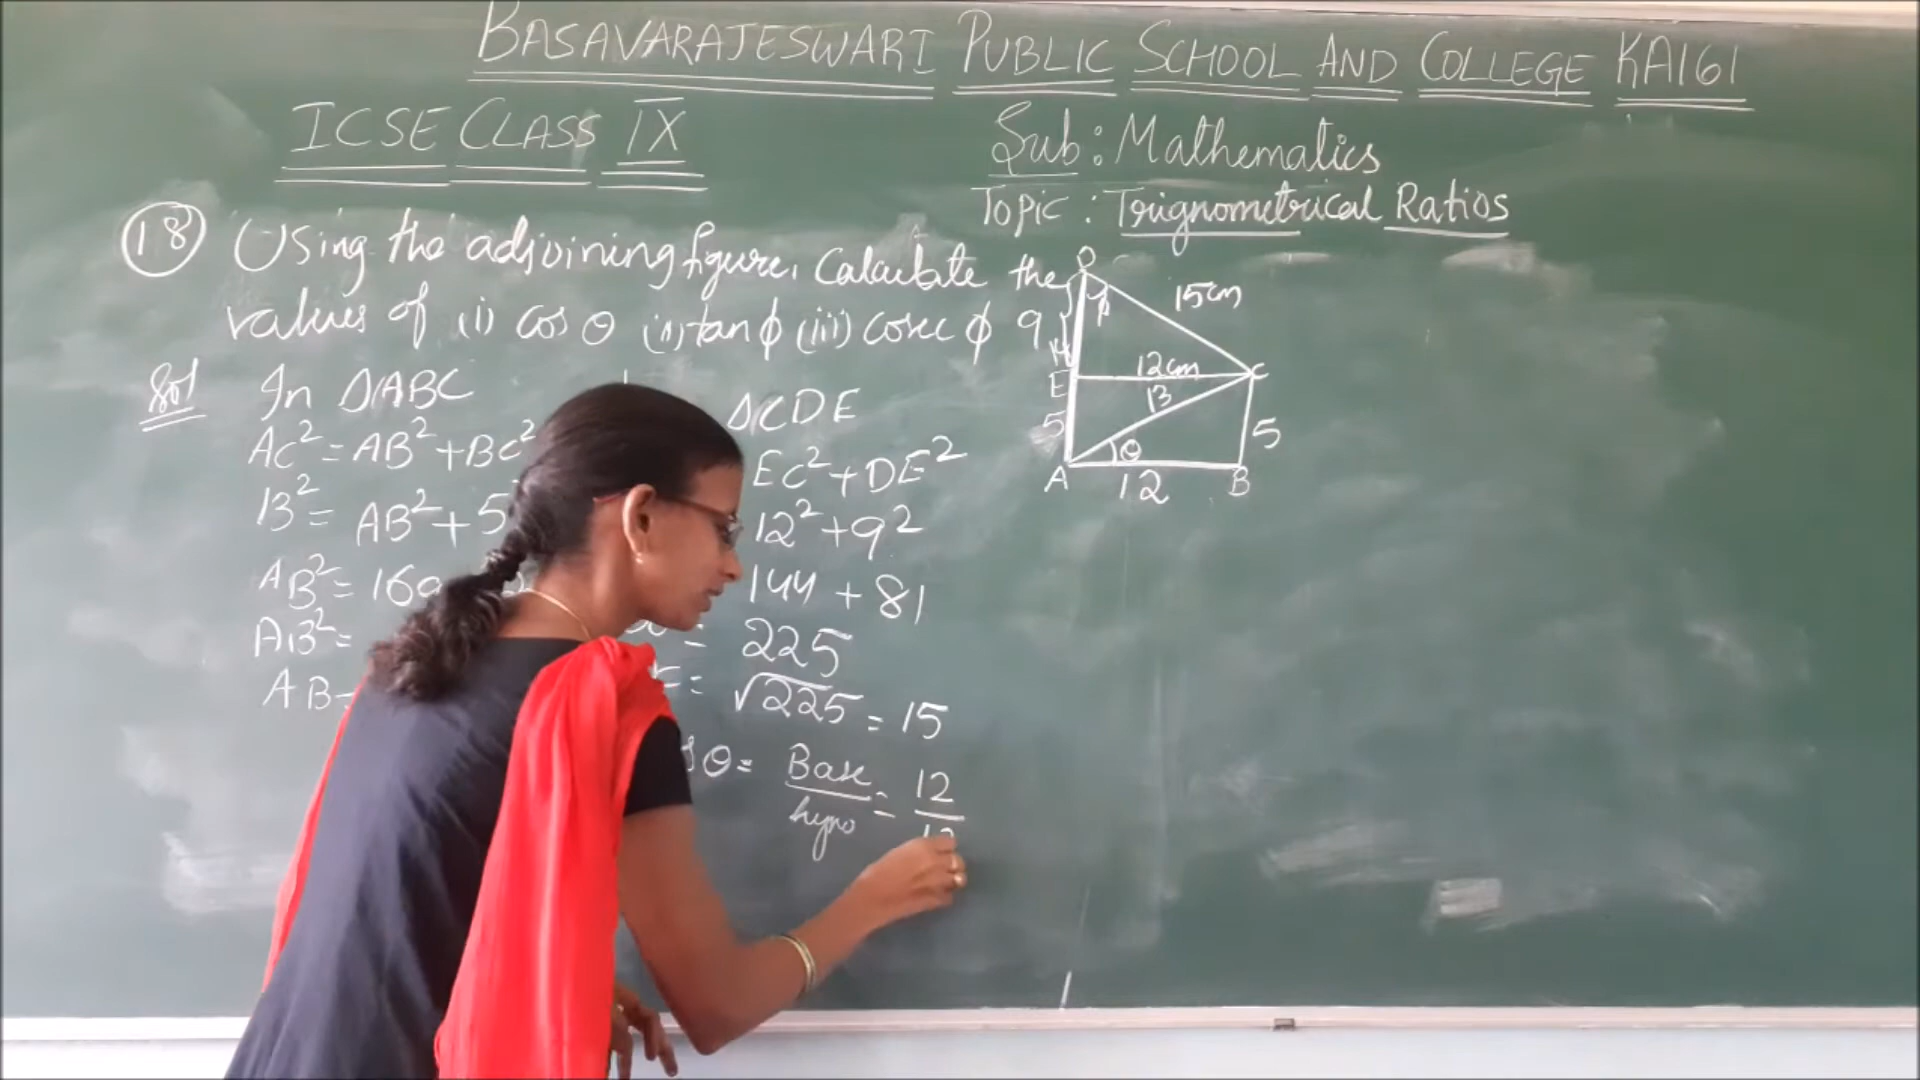 BASAVARAJESWARI PUBLIC SCHOOL AND COLLEGE KAIGI
ICSE CLASS IX
Sub: Mathematics
Topic: Trignometrical Ratios
18 Using the adjoining figure, Calculate the
values of (i) cos θ (ii) tan ϕ (iii) cosec ϕ
Sol In ΔABC
AC² = AB² + BC²
13² = AB² + 5
AB² = 169
AB² =
AB =
ΔCDE
EC² + DE²
12² + 9²
144 + 81
= 225
= √225 = 15
θ = Base/hypo = 12
D
15cm
9
12cm
E
C
13
5
5
θ
A
12
B